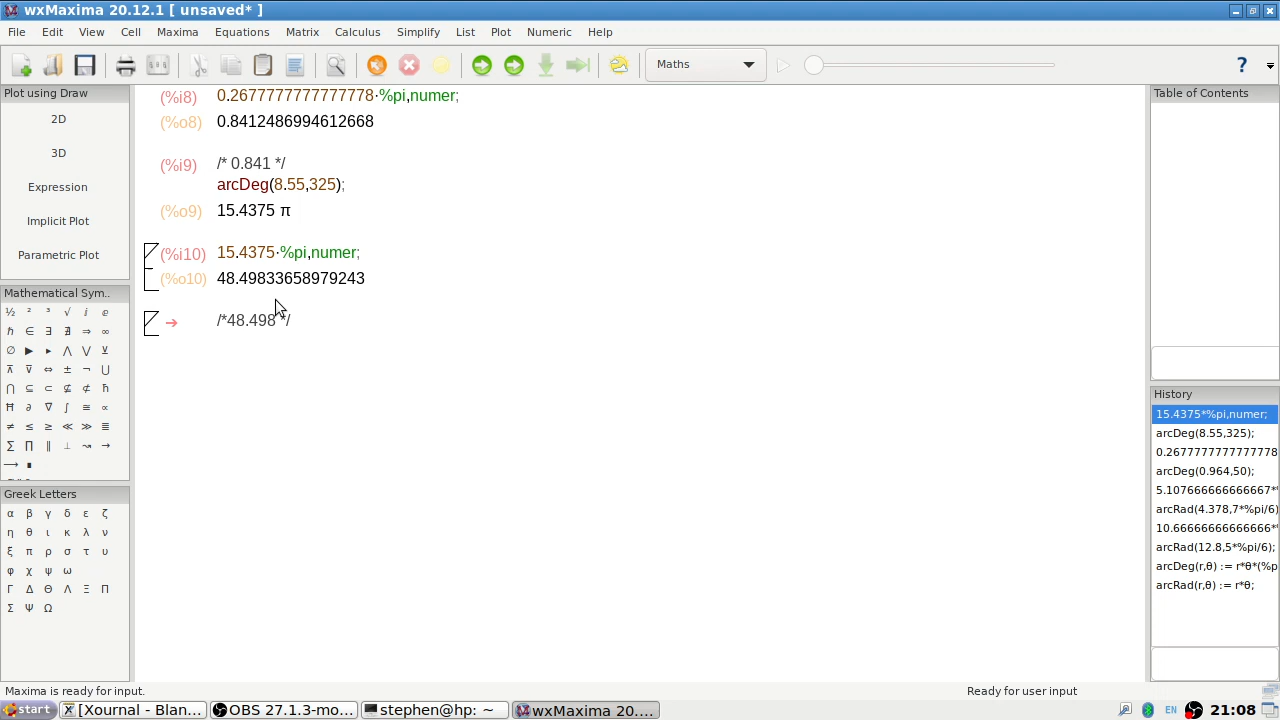 wxMaxima 20.12.1 [ unsaved* ]
File Edit View Cell Maxima Equations Matrix Calculus Simplify List Plot Numeric Help
Maths
?
Plot using Draw
2D
3D
Expression
Implicit Plot
Parametric Plot
Mathematical Sym..
½ ² ³ √ ⅈ ⅇ
ℏ ∈ ∃ ∄ ⇒ ∞
∅ ▶ ▸ ⋀ ⋁ ⊻
⊼ ⊽ ⇔ ± ¬ ⋃
⋂ ⊆ ⊂ ⊈ ⊄ ħ
Ħ ∂ ∇ ∫ ≅ ∝
≠ ≤ ≥ ≪ ≫ ≣
∑ ∏ ∥ ⟂ ↝ →
⟶ ∎
Greek Letters
α β γ δ ε ζ
η θ ι κ λ ν
ξ π ρ σ τ υ
φ χ ψ ω
Γ Δ Θ Λ Ξ Π
Σ Ψ Ω
(%i8) 0.2677777777777778·%pi,numer;
(%o8) 0.8412486994612668
(%i9) /* 0.841 */
arcDeg(8.55,325);
(%o9) 15.4375 π
(%i10) 15.4375·%pi,numer;
(%o10) 48.49833658979243
➔ /*48.498 */
Table of Contents
History
15.4375*%pi,numer;
arcDeg(8.55,325);
0.2677777777777778
arcDeg(0.964,50);
5.107666666666667*
arcRad(4.378,7*%pi/6)
10.66666666666666*
arcRad(12.8,5*%pi/6);
arcDeg(r,θ) := r*θ*(%p
arcRad(r,θ) := r*θ;
Maxima is ready for input.
Ready for user input
start
[Xournal - Blan...
OBS 27.1.3-mo...
stephen@hp: ~
wxMaxima 20....
EN
21:08